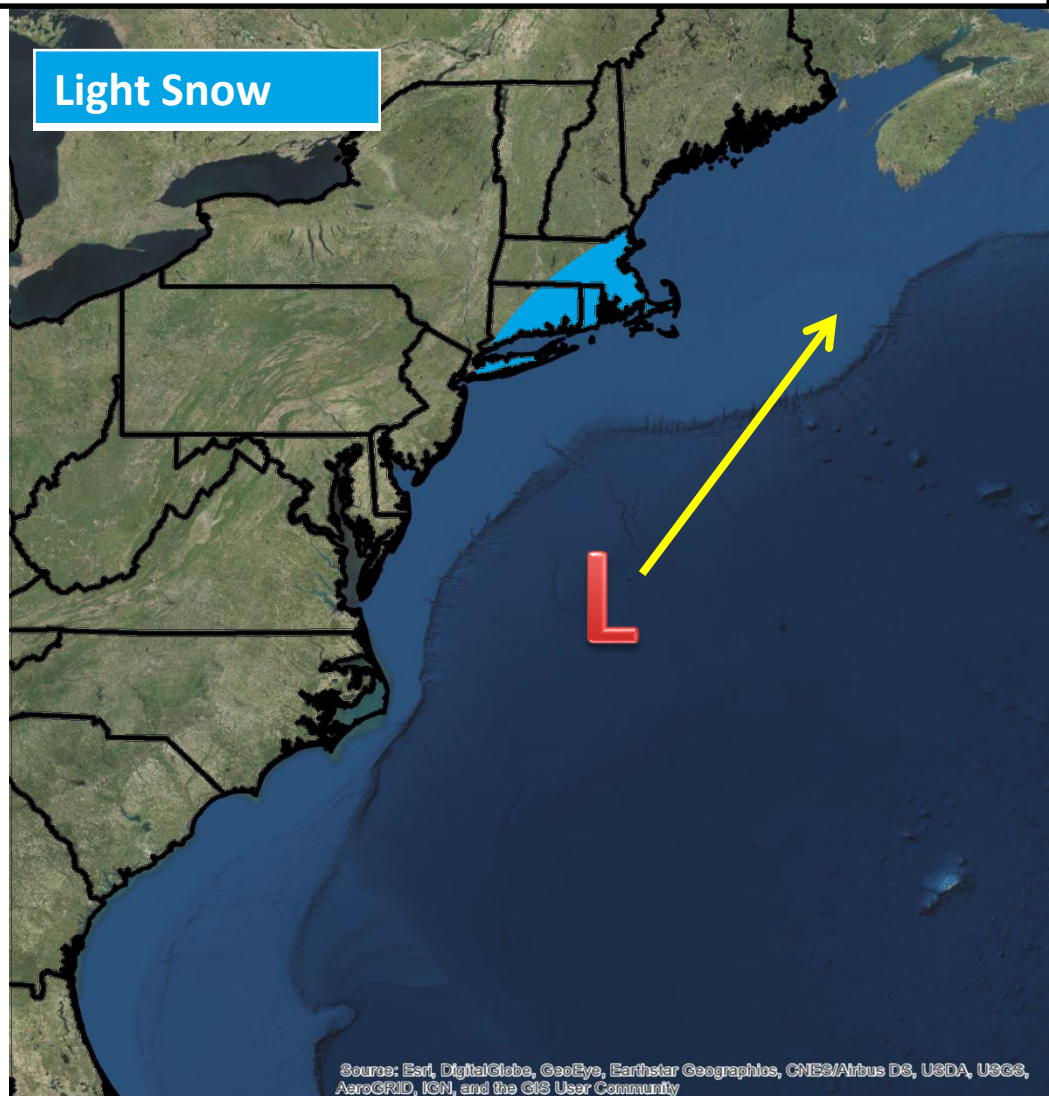 Light Snow
L
Source: Esri, DigitalGlobe, GeoEye, Earthstar Geographics, CNES/Airbus DS, USDA, USGS,
AeroGRID, IGN, and the GIS User Community